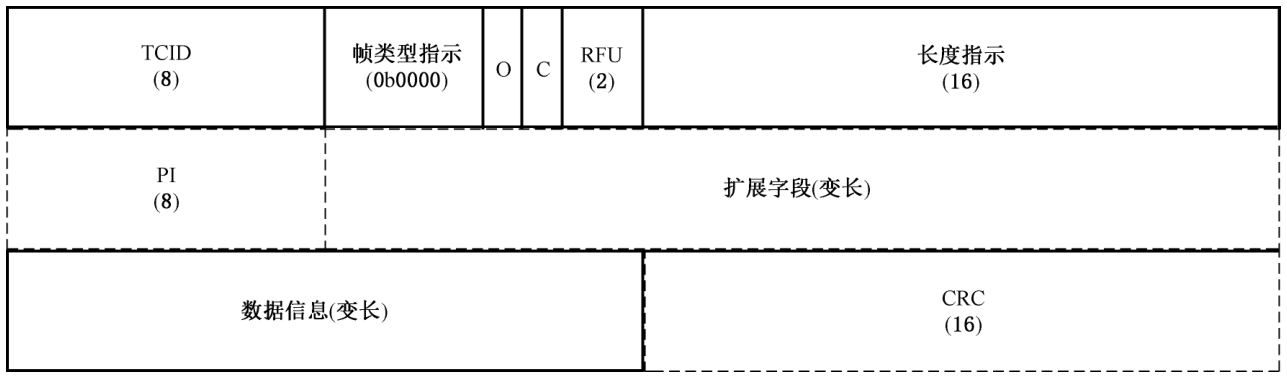 TCID
(8)
帧类型指示
(0b0000)
O
C
RFU
(2)
长度指示
(16)
PI
(8)
扩展字段(变长)
数据信息(变长)
CRC
(16)